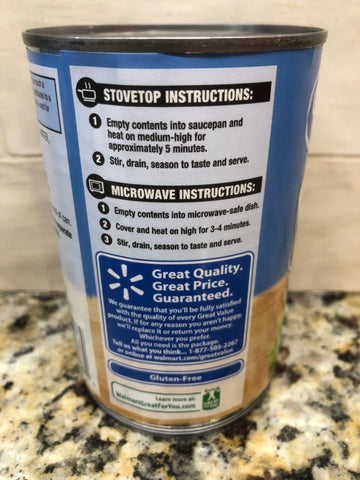 STOVETOP INSTRUCTIONS:
1 Empty contents into saucepan and
heat on medium-high for
approximately 5 minutes.
2 Stir, drain, season to taste and serve.
MICROWAVE INSTRUCTIONS:
1 Empty contents into microwave-safe dish.
2 Cover and heat on high for 3-4 minutes.
3 Stir, drain, season to taste and serve.
Great Quality.
Great Price.
Guaranteed.
We guarantee that you'll be fully satisfied
with the quality of every Great Value
product. If for any reason you aren't happy,
we'll replace it or return your money.
Whichever you prefer.
All you need is the package.
Tell us what you think... 1-877-505-2267
or online at walmart.com/greatvalue
Gluten-Free
Learn more at:
WalmartGreatForYou.com